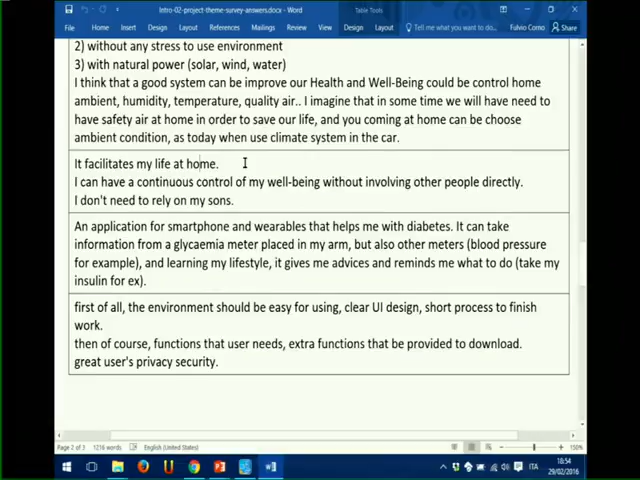 Intro-02-project-theme-survey-answers.docx - Word
Table Tools
File Home Insert Design Layout References Mailings Review View Design Layout Tell me what you want to do... Fulvio Corno Share
2) without any stress to use environment
3) with natural power (solar, wind, water)
I think that a good system can be improve our Health and Well-Being could be control home
ambient, humidity, temperature, quality air.. I imagine that in some time we will have need to
have safety air at home in order to save our life, and you coming at home can be choose
ambient condition, as today when use climate system in the car.
It facilitates my life at home.
I can have a continuous control of my well-being without involving other people directly.
I don't need to rely on my sons.
An application for smartphone and wearables that helps me with diabetes. It can take
information from a glycaemia meter placed in my arm, but also other meters (blood pressure
for example), and learning my lifestyle, it gives me advices and reminds me what to do (take my
insulin for ex).
first of all, the environment should be easy for using, clear UI design, short process to finish
work.
then of course, functions that user needs, extra functions that be provided to download.
great user's privacy security.
Page 2 of 3 1216 words English (United Kingdom) 150%
ITA
18:54
29/02/2016